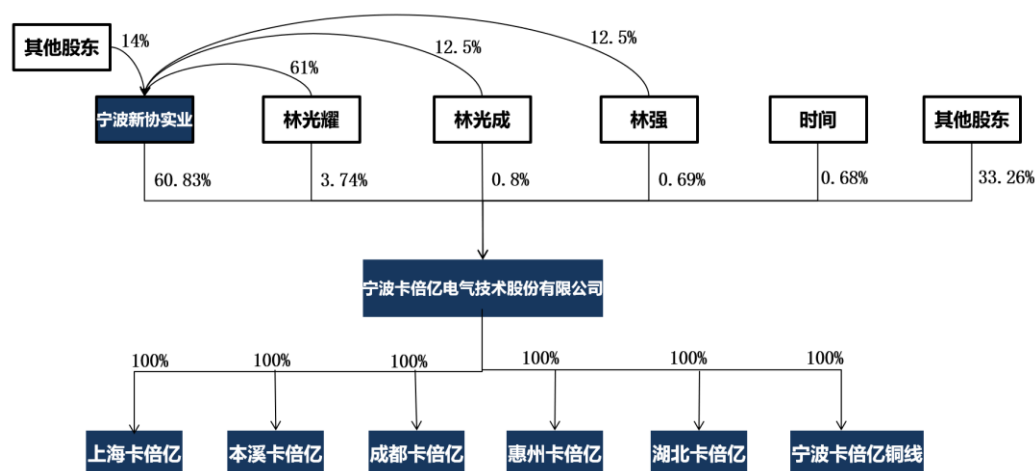 其他股东
14%
61%
12.5%
12.5%
宁波新协实业
林光耀
林光成
林强
时间
其他股东
60.83%
3.74%
0.8%
0.69%
0.68%
33.26%
宁波卡倍亿电气技术股份有限公司
100%
100%
100%
100%
100%
100%
上海卡倍亿
本溪卡倍亿
成都卡倍亿
惠州卡倍亿
湖北卡倍亿
宁波卡倍亿铜线